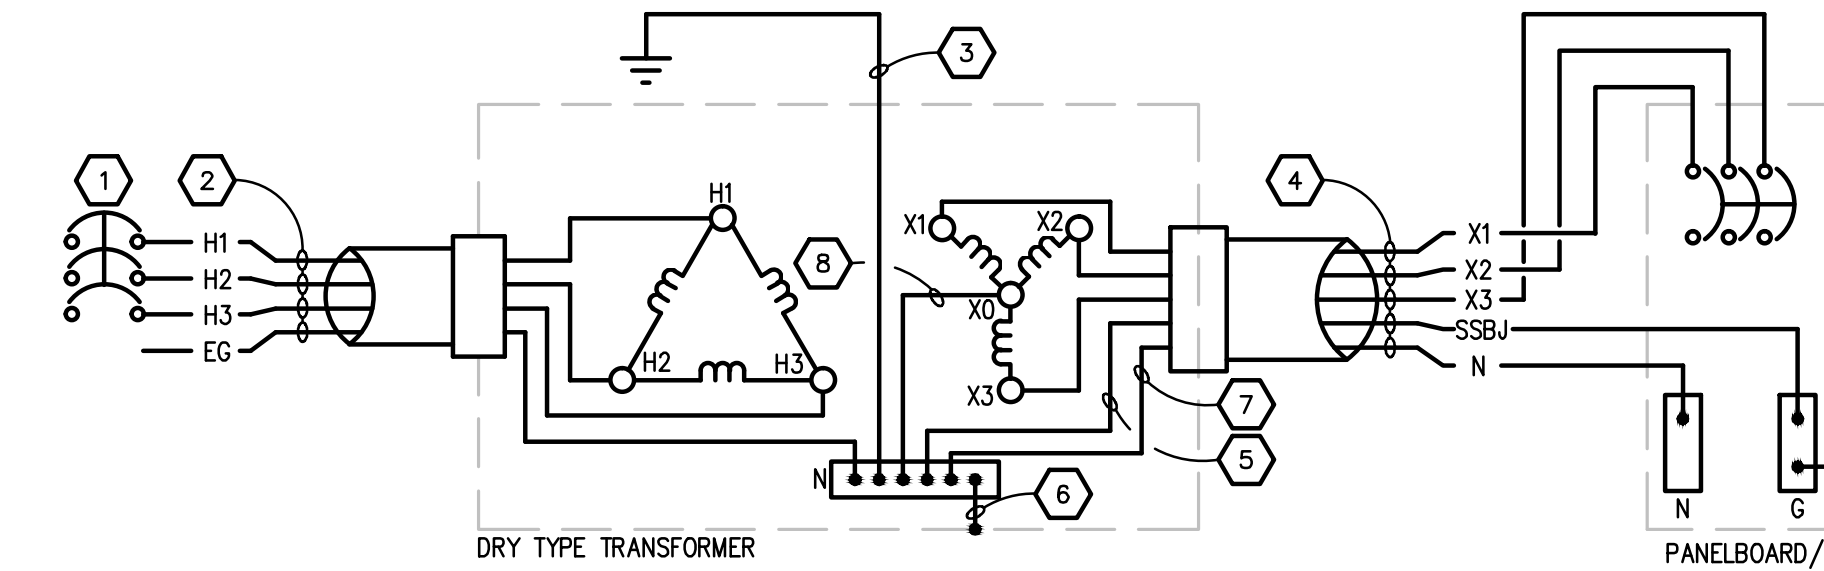 3
1
2
4
H1
X1
X2
X1
H1
8
H2
X2
X0
X3
H3
SSBJ
EG
H2
H3
N
X3
7
5
N
6
N
G
DRY TYPE TRANSFORMER
PANELBOARD/